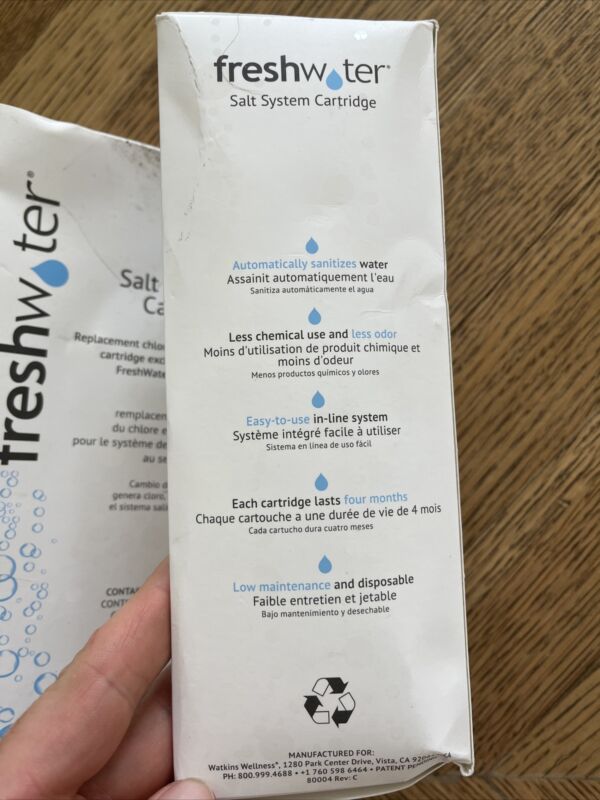 freshwater®
Salt System Cartridge
Automatically sanitizes water
Assainit automatiquement l'eau
Sanitiza automáticamente el agua
Less chemical use and less odor
Moins d'utilisation de produit chimique et
moins d'odeur
Menos productos químicos y olores
Easy-to-use in-line system
Système intégré facile à utiliser
Sistema en línea de uso fácil
Each cartridge lasts four months
Chaque cartouche a une durée de vie de 4 mois
Cada cartucho dura cuatro meses
Low maintenance and disposable
Faible entretien et jetable
Bajo mantenimiento y desechable
MANUFACTURED FOR:
Watkins Wellness®, 1280 Park Center Drive, Vista, CA
PH: 800.999.4688 • +1 760 598 6464 • PATENT
80004 Rev: C
freshwater®
Salt
Ca
Replacement chlo
cartridge exc
FreshWate
remplacem
du chlore e
pour le système de
au se
Cambio d
genera cloro,
el sistema sali
CONTA
CONT
C